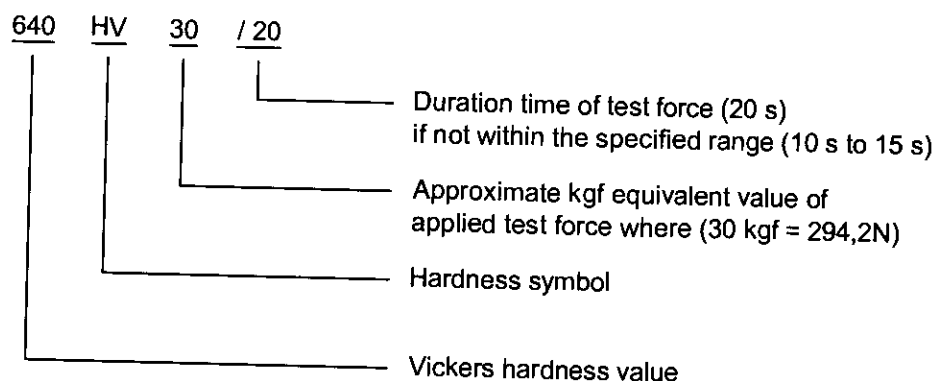 640 HV 30 / 20
Duration time of test force (20 s)
if not within the specified range (10 s to 15 s)
Approximate kgf equivalent value of
applied test force where (30 kgf = 294,2N)
Hardness symbol
Vickers hardness value